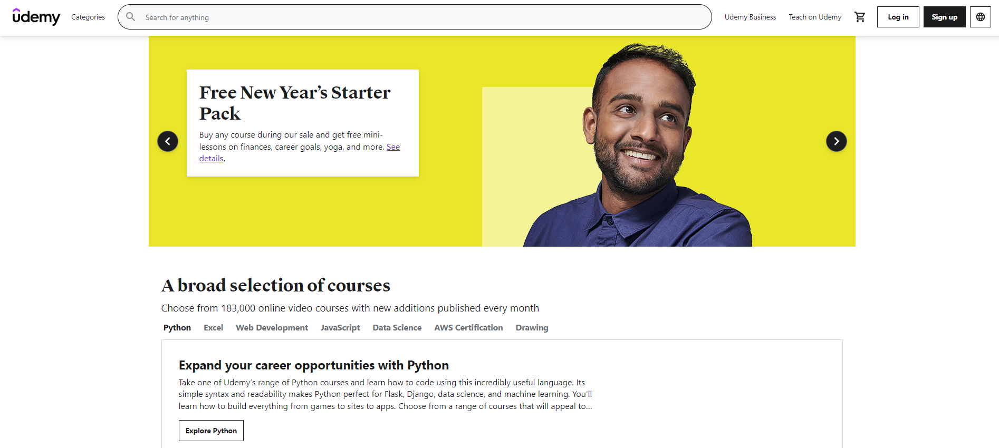 ûdemy
Categories
Search for anything
Udemy Business
Teach on Udemy
Log in
Sign up
Free New Year’s Starter
Pack
Buy any course during our sale and get free mini-
lessons on finances, career goals, yoga, and more. See
details.
A broad selection of courses
Choose from 183,000 online video courses with new additions published every month
Python Excel Web Development JavaScript Data Science AWS Certification Drawing
Expand your career opportunities with Python
Take one of Udemy’s range of Python courses and learn how to code using this incredibly useful language. Its
simple syntax and readability makes Python perfect for Flask, Django, data science, and machine learning. You’ll
learn how to build everything from games to sites to apps. Choose from a range of courses that will appeal to...
Explore Python